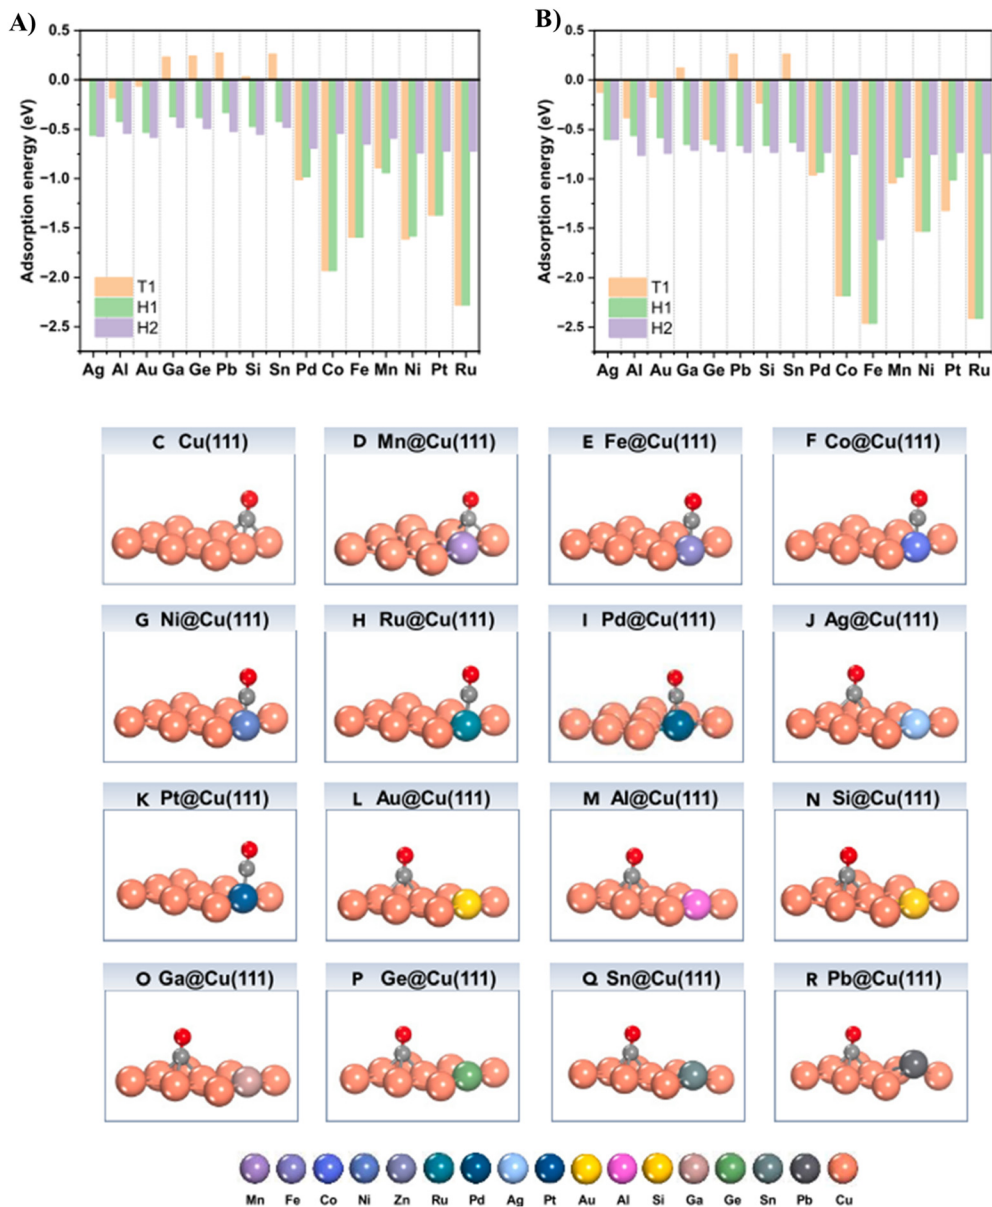 A)
Adsorption energy (eV)
0.5
0.0
−0.5
−1.0
−1.5
−2.0
−2.5
T1
H1
H2
Ag Al Au Ga Ge Pb Si Sn Pd Co Fe Mn Ni Pt Ru
B)
Adsorption energy (eV)
0.5
0.0
−0.5
−1.0
−1.5
−2.0
−2.5
T1
H1
H2
Ag Al Au Ga Ge Pb Si Sn Pd Co Fe Mn Ni Pt Ru
C Cu(111)
D Mn@Cu(111)
E Fe@Cu(111)
F Co@Cu(111)
G Ni@Cu(111)
H Ru@Cu(111)
I Pd@Cu(111)
J Ag@Cu(111)
K Pt@Cu(111)
L Au@Cu(111)
M Al@Cu(111)
N Si@Cu(111)
O Ga@Cu(111)
P Ge@Cu(111)
Q Sn@Cu(111)
R Pb@Cu(111)
Mn Fe Co Ni Zn Ru Pd Ag Pt Au Al Si Ga Ge Sn Pb Cu